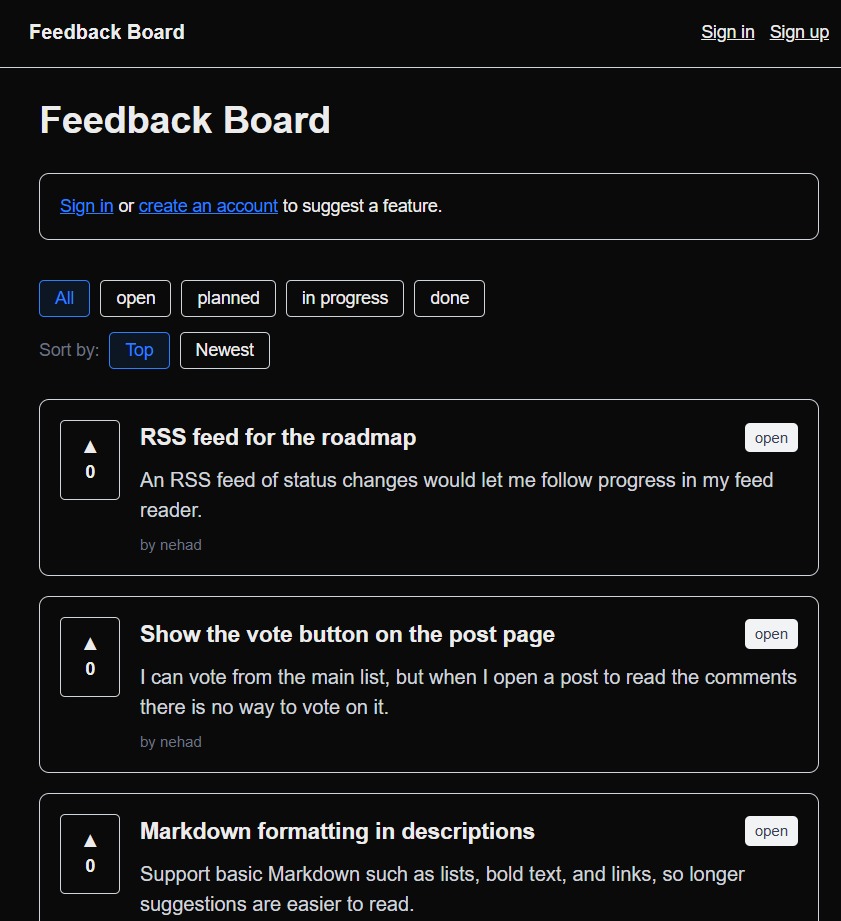 Feedback Board
Sign in Sign up
Feedback Board
Sign in or create an account to suggest a feature.
All open planned in progress done
Sort by: Top Newest
▲
0
RSS feed for the roadmap
open
An RSS feed of status changes would let me follow progress in my feed
reader.
by nehad
▲
0
Show the vote button on the post page
open
I can vote from the main list, but when I open a post to read the comments
there is no way to vote on it.
by nehad
▲
0
Markdown formatting in descriptions
open
Support basic Markdown such as lists, bold text, and links, so longer
suggestions are easier to read.